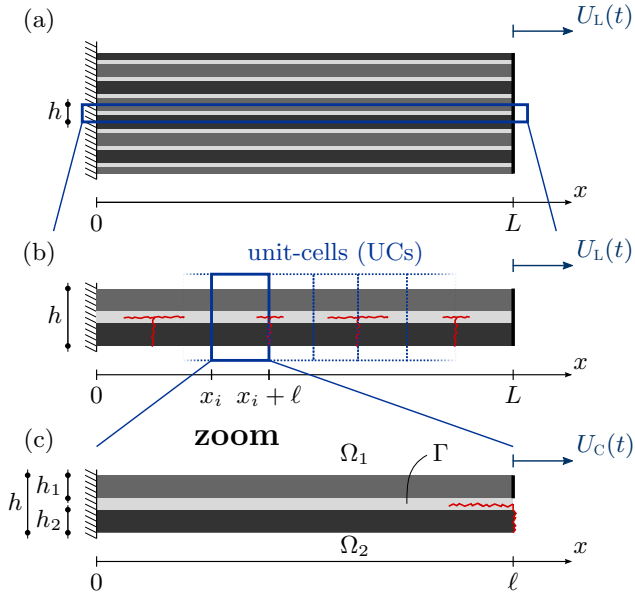 (a)
U_L(t)
h
x
0
L
(b)
unit-cells (UCs)
U_L(t)
h
x
0
x_i
x_i + ℓ
L
(c)
zoom
Ω_1
Γ
U_C(t)
h
h_1
h_2
Ω_2
x
0
ℓ